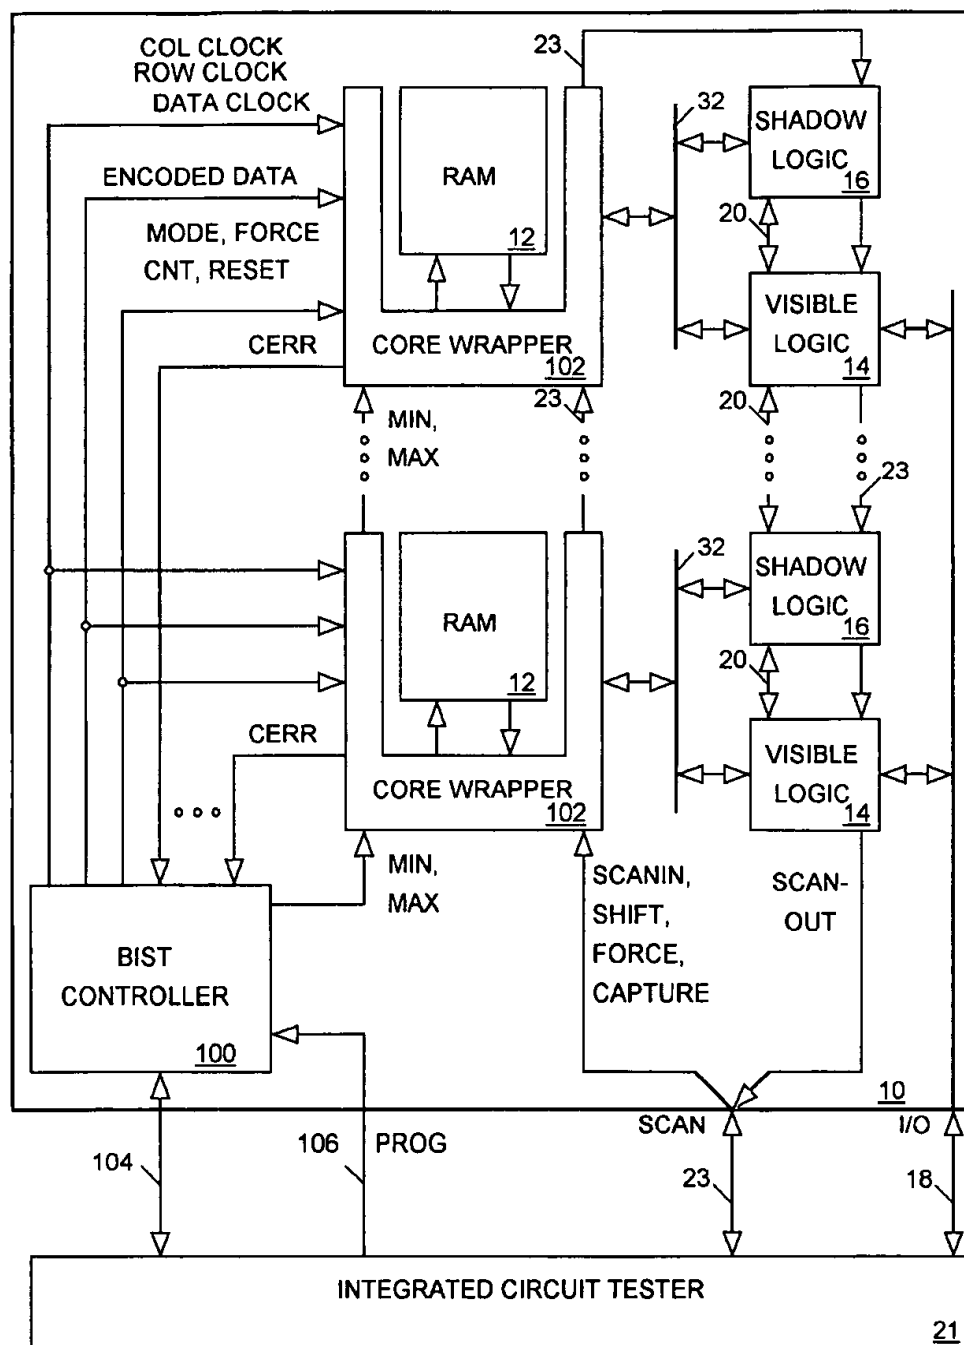 COL CLOCK
ROW CLOCK
DATA CLOCK
23
32
SHADOW
LOGIC
16
RAM
12
ENCODED DATA
MODE, FORCE
CNT, RESET
20
VISIBLE
LOGIC
14
CERR
CORE WRAPPER
102
23
20
MIN,
MAX
23
32
SHADOW
LOGIC
16
RAM
12
20
CERR
VISIBLE
LOGIC
14
CORE WRAPPER
102
MIN,
MAX
SCANIN,
SHIFT,
FORCE,
CAPTURE
SCAN-
OUT
BIST
CONTROLLER
100
10
SCAN
I/O
106
PROG
104
23
18
INTEGRATED CIRCUIT TESTER
21